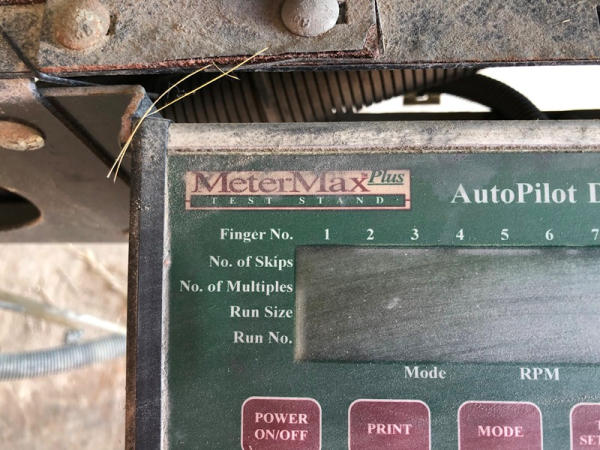 MeterMax Plus
TEST STAND
AutoPilot D
Finger No. 1 2 3 4 5 6 7
No. of Skips
No. of Multiples
Run Size
Run No.
Mode RPM
POWER ON/OFF
PRINT
MODE
SET